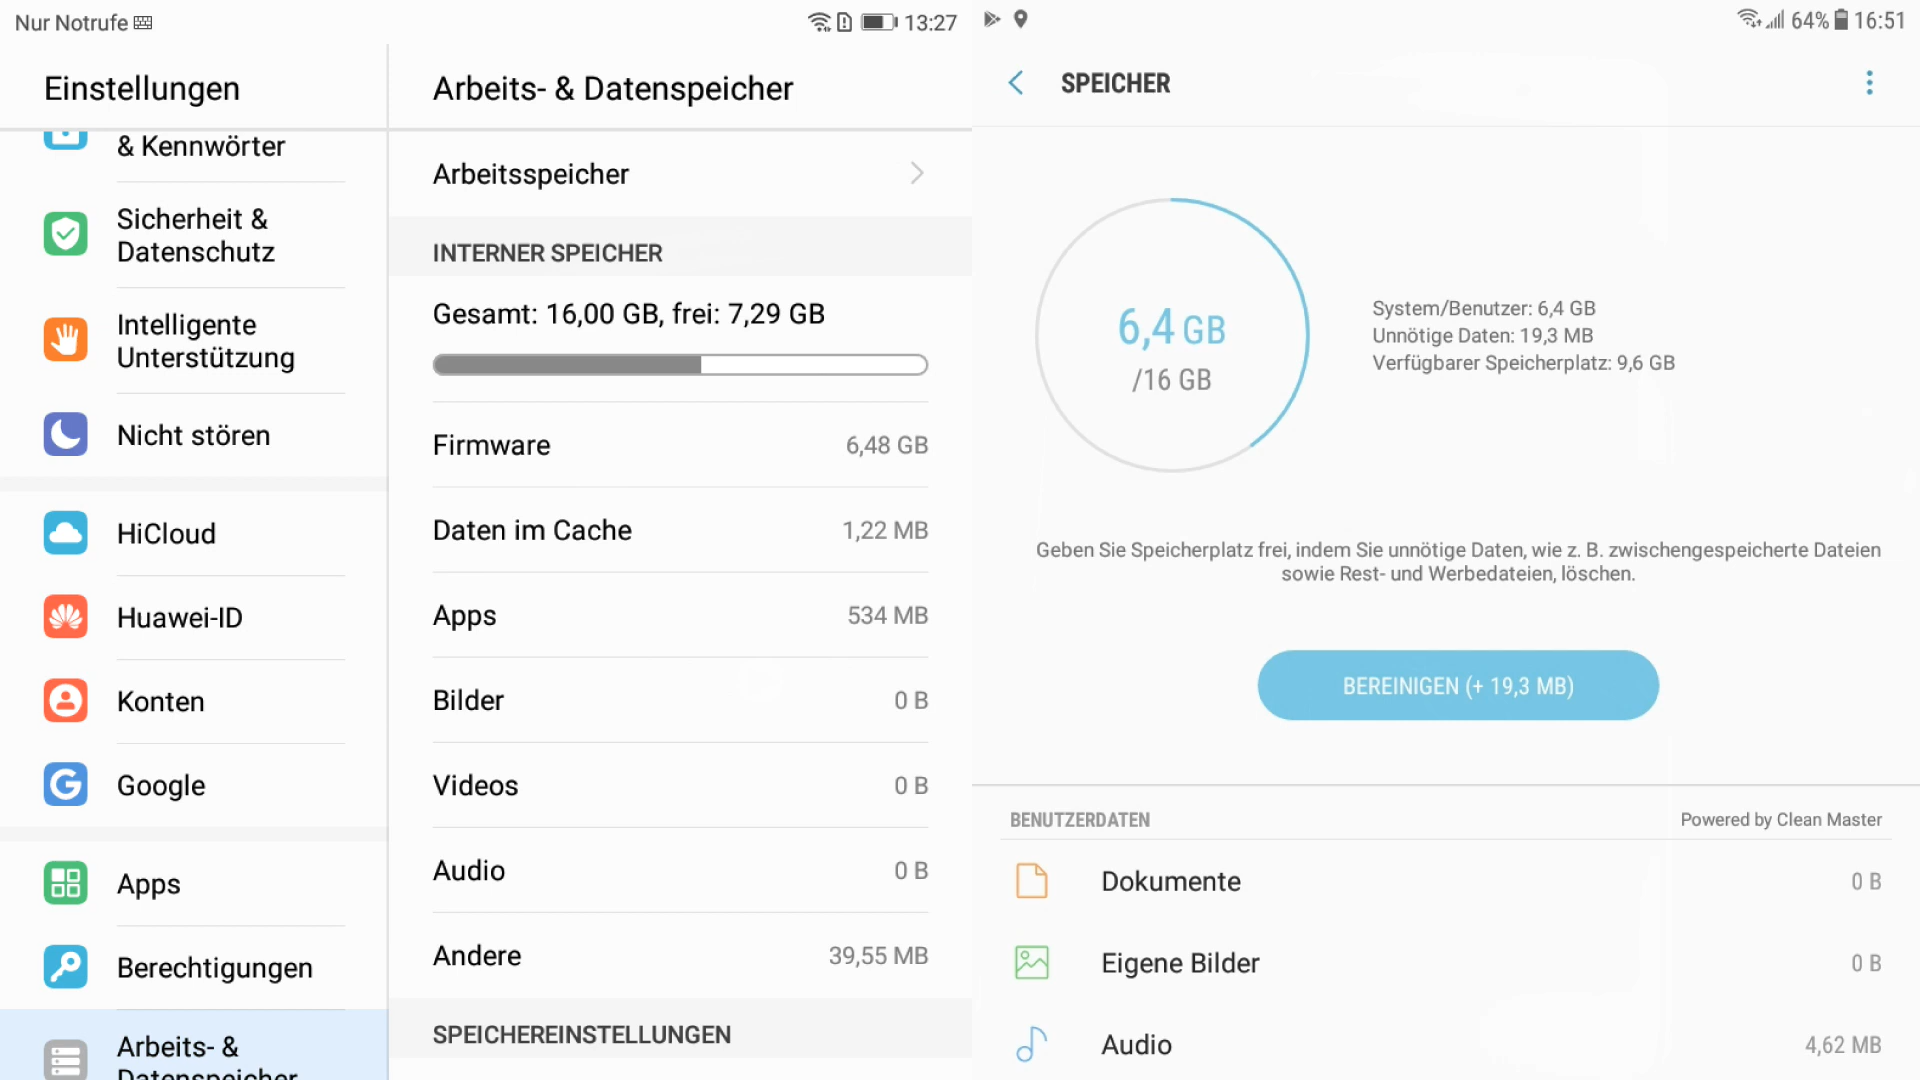 Nur Notrufe
13:27
Einstellungen
& Kennwörter
Sicherheit &
Datenschutz
Intelligente
Unterstützung
Nicht stören
HiCloud
Huawei-ID
Konten
Google
Apps
Berechtigungen
Arbeits- &
Datenspeicher
Arbeits- & Datenspeicher
Arbeitsspeicher
INTERNER SPEICHER
Gesamt: 16,00 GB, frei: 7,29 GB
Firmware 6,48 GB
Daten im Cache 1,22 MB
Apps 534 MB
Bilder 0 B
Videos 0 B
Audio 0 B
Andere 39,55 MB
SPEICHEREINSTELLUNGEN
64% 16:51
SPEICHER
6,4 GB
/16 GB
System/Benutzer: 6,4 GB
Unnötige Daten: 19,3 MB
Verfügbarer Speicherplatz: 9,6 GB
Geben Sie Speicherplatz frei, indem Sie unnötige Daten, wie z. B. zwischengespeicherte Dateien
sowie Rest- und Werbedateien, löschen.
BEREINIGEN (+ 19,3 MB)
BENUTZERDATEN Powered by Clean Master
Dokumente 0 B
Eigene Bilder 0 B
Audio 4,62 MB